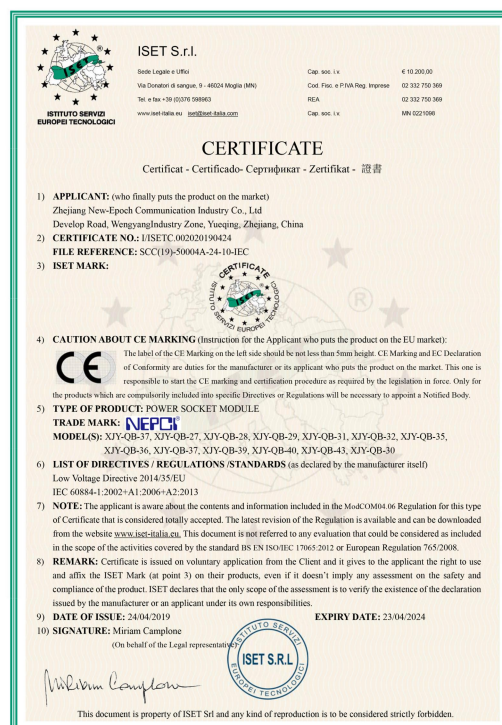 ISET S.r.l.
Sede Legale e Uffici
Cap. soc. i.v.
€ 10.200,00
Via Donatori di sangue, 9 - 46024 Moglia (MN)
Cod. Fisc. e P.IVA Reg. Imprese
02 332 750 369
Tel. e fax +39 (0)376 598963
REA
02 332 750 369
www.iset-italia.eu iset@iset-italia.com
Cap. soc. i.v.
MN 0221098
ISET
ISTITUTO SERVIZI
EUROPEI TECNOLOGICI
CERTIFICATE
Certificat - Certificado- Сертификат - Zertifikat - 證書
1) APPLICANT: (who finally puts the product on the market)
Zhejiang New-Epoch Communication Industry Co., Ltd
Develop Road, WengyangIndustry Zone, Yueqing, Zhejiang, China
2) CERTIFICATE NO.: I/ISETC.002020190424
FILE REFERENCE: SCC(19)-50004A-24-10-IEC
3) ISET MARK:
CERTIFICATE
ISET
ISTITUTO SERVIZI EUROPEI TECNOLOGICI
®
4) CAUTION ABOUT CE MARKING (Instruction for the Applicant who puts the product on the EU market):
CE
The label of the CE Marking on the left side should be not less than 5mm height. CE Marking and EC Declaration
of Conformity are duties for the manufacturer or its applicant who puts the product on the market. This one is
responsible to start the CE marking and certification procedure as required by the legislation in force. Only for
the products which are compulsorily included into specific Directives or Regulations will be necessary to appoint a Notified Body.
5) TYPE OF PRODUCT: POWER SOCKET MODULE
TRADE MARK: NEPCI®
MODEL(S): XJY-QB-37, XJY-QB-27, XJY-QB-28, XJY-QB-29, XJY-QB-31, XJY-QB-32, XJY-QB-35,
XJY-QB-36, XJY-QB-37, XJY-QB-39, XJY-QB-40, XJY-QB-43, XJY-QB-30
6) LIST OF DIRECTIVES / REGULATIONS /STANDARDS (as declared by the manufacturer itself)
Low Voltage Directive 2014/35/EU
IEC 60884-1:2002+A1:2006+A2:2013
7) NOTE: The applicant is aware about the contents and information included in the ModCOM04.06 Regulation for this type
of Certificate that is considered totally accepted. The latest revision of the Regulation is available and can be downloaded
from the website www.iset-italia.eu. This document is not referred to any evaluation that could be considered as included
in the scope of the activities covered by the standard BS EN ISO/IEC 17065:2012 or European Regulation 765/2008.
8) REMARK: Certificate is issued on voluntary application from the Client and it gives to the applicant the right to use
and affix the ISET Mark (at point 3) on their products, even if it doesn't imply any assessment on the safety and
compliance of the product. ISET declares that the only scope of the assessment is to verify the existence of the declaration
issued by the manufacturer or an applicant under its own responsibilities.
9) DATE OF ISSUE: 24/04/2019
EXPIRY DATE: 23/04/2024
10) SIGNATURE: Miriam Camplone
(On behalf of the Legal representative)
ISTITUTO SERVIZI
ISET S.R.L
EUROPEI TECNOLOGICI
Miriam Camplone
This document is property of ISET Srl and any kind of reproduction is to be considered strictly forbidden.